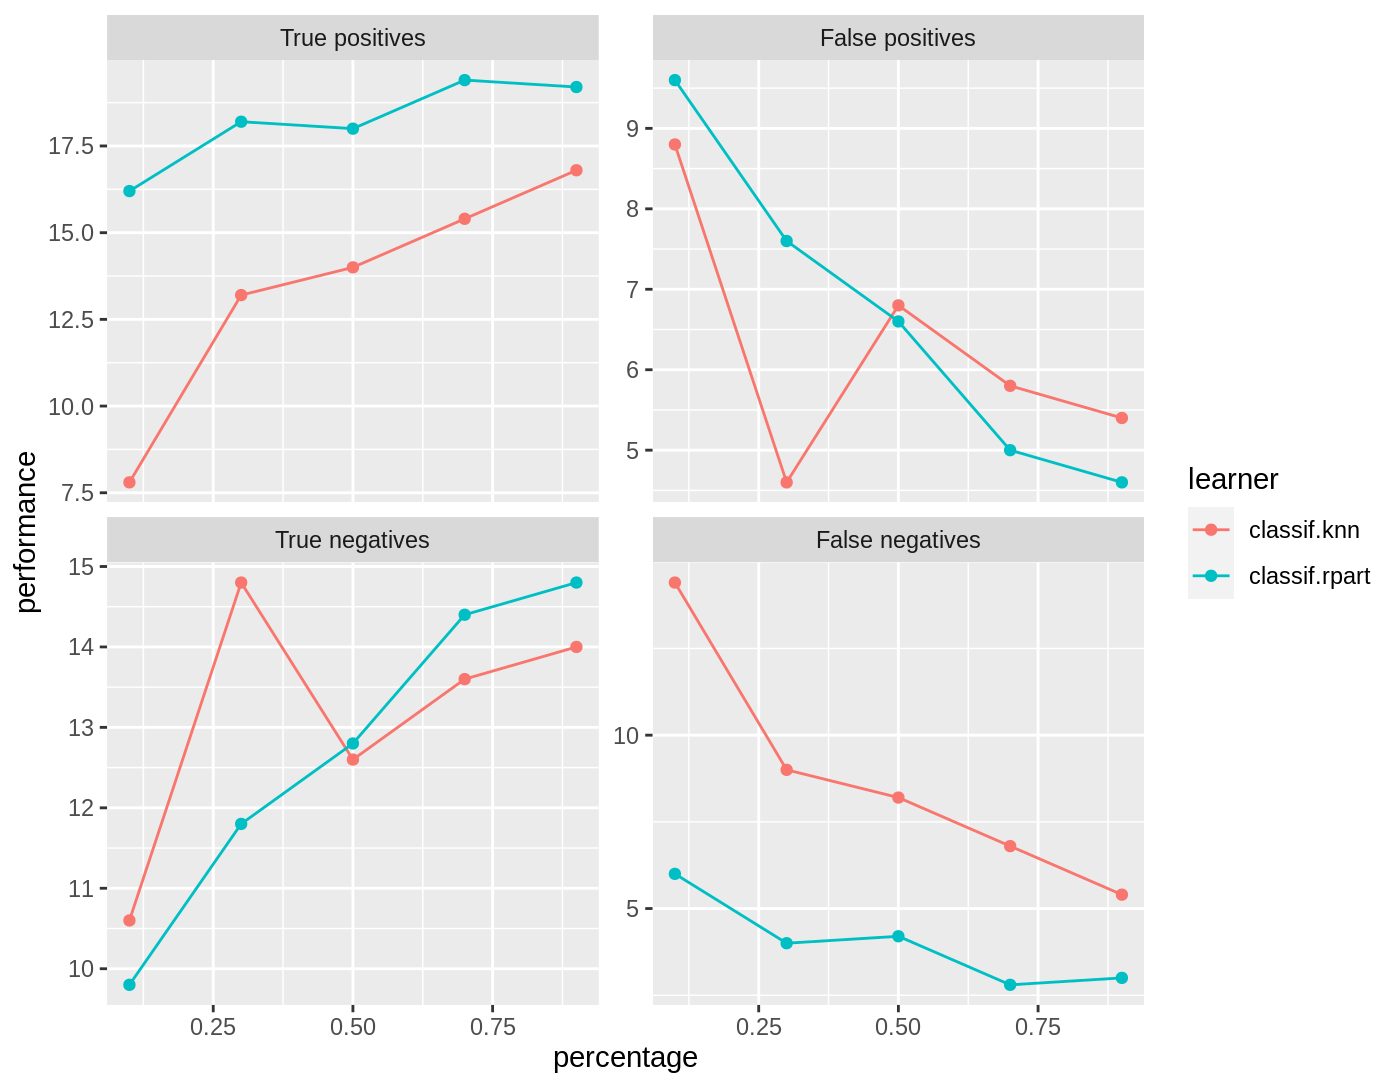 True positives
False positives
17.5
15.0
12.5
10.0
7.5
9
8
7
6
5
performance
True negatives
False negatives
15
14
13
12
11
10
10
5
0.25
0.50
0.75
0.25
0.50
0.75
percentage
learner
classif.knn
classif.rpart